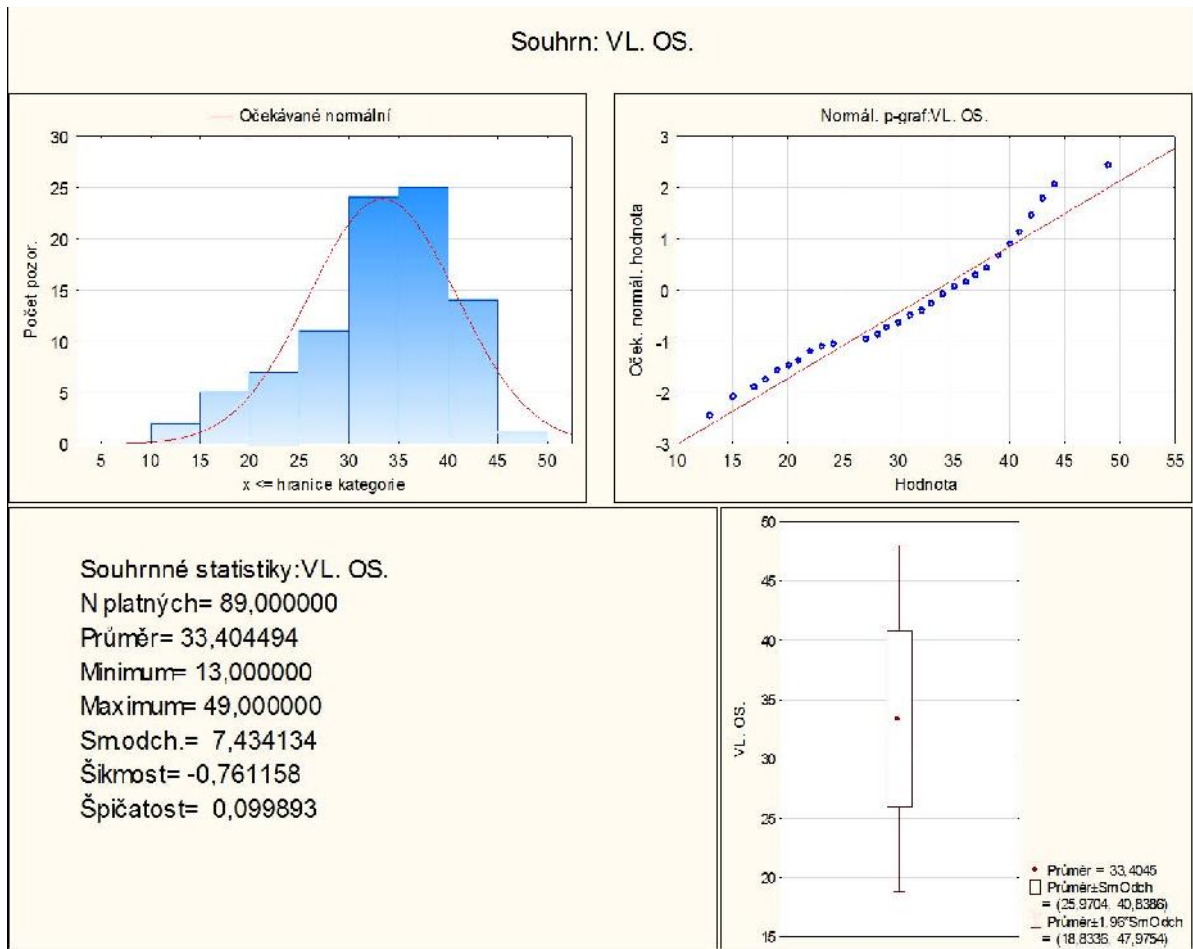 Souhrn: VL. OS.
Očekávané normální
Počet pozor.
30
25
20
15
10
5
0
5 10 15 20 25 30 35 40 45 50
x <= hranice kategorie
Normál. p-graf:VL. OS.
Oček. normál. hodnota
3
2
1
0
-1
-2
-3
10 15 20 25 30 35 40 45 50 55
Hodnota
Souhrnné statistiky:VL. OS.
N platných= 89,000000
Průměr= 33,404494
Minimum= 13,000000
Maximum= 49,000000
Sm.odch.= 7,434134
Šikmost= -0,761158
Špičatost= 0,099893
VL. OS.
50
45
40
35
30
25
20
15
Průměr = 33,4045
Průměr±SmOdch
= (25,9704, 40,8386)
Průměr±1,96*SmOdch
= (18,8336, 47,9754)